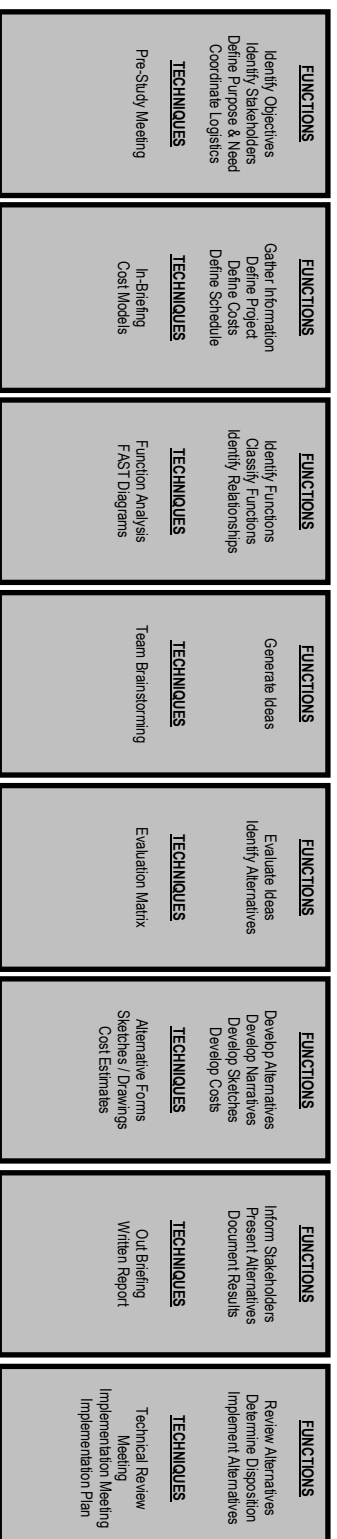 FUNCTIONS
Identify Objectives
Identify Stakeholders
Define Purpose & Need
Coordinate Logistics
TECHNIQUES
Pre-Study Meeting
FUNCTIONS
Gather Information
Define Project
Define Costs
Define Schedule
TECHNIQUES
In-Briefing
Cost Models
FUNCTIONS
Identify Functions
Classify Functions
Identify Relationships
TECHNIQUES
Function Analysis
FAST Diagrams
FUNCTIONS
Generate Ideas
TECHNIQUES
Team Brainstorming
FUNCTIONS
Evaluate Ideas
Identify Alternatives
TECHNIQUES
Evaluation Matrix
FUNCTIONS
Develop Alternatives
Develop Narratives
Develop Sketches
Develop Costs
TECHNIQUES
Alternative Forms
Sketches / Drawings
Cost Estimates
FUNCTIONS
Inform Stakeholders
Present Alternatives
Document Results
TECHNIQUES
Out Briefing
Written Report
FUNCTIONS
Review Alternatives
Determine Disposition
Implement Alternatives
TECHNIQUES
Technical Review
Meeting
Implementation Meeting
Implementation Plan